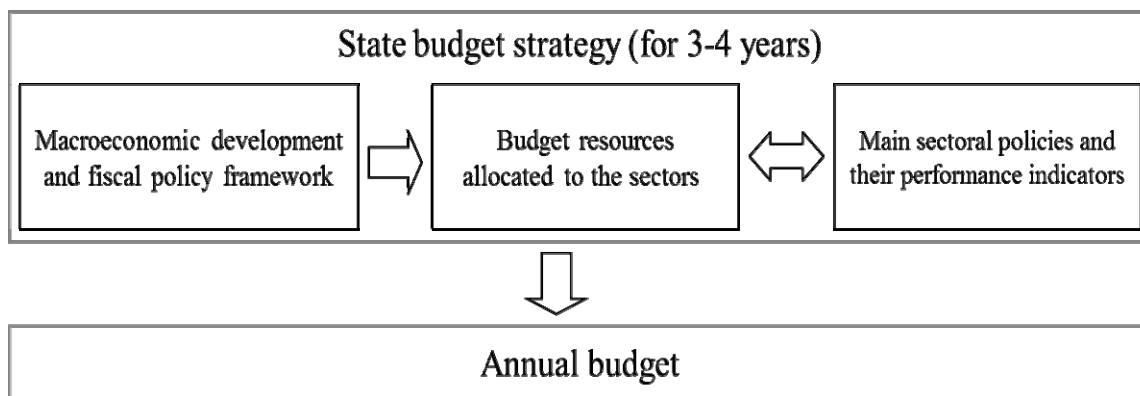 State budget strategy (for 3-4 years)
Macroeconomic development
and fiscal policy framework
Budget resources
allocated to the sectors
Main sectoral policies and
their performance indicators
Annual budget